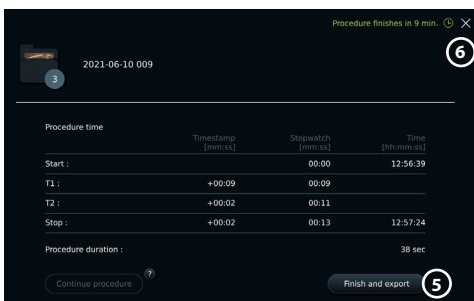 Procedure finishes in 9 min.
6
3
2021-06-10 009
Procedure time
Timestamp Stopwatch Time
[mm:ss] [mm:ss] [hh:mm:ss]
Start : 00:00 12:56:39
T1 : +00:09 00:09
T2 : +00:02 00:11
Stop : +00:02 00:13 12:57:24
Procedure duration : 38 sec
Continue procedure ?
Finish and export 5